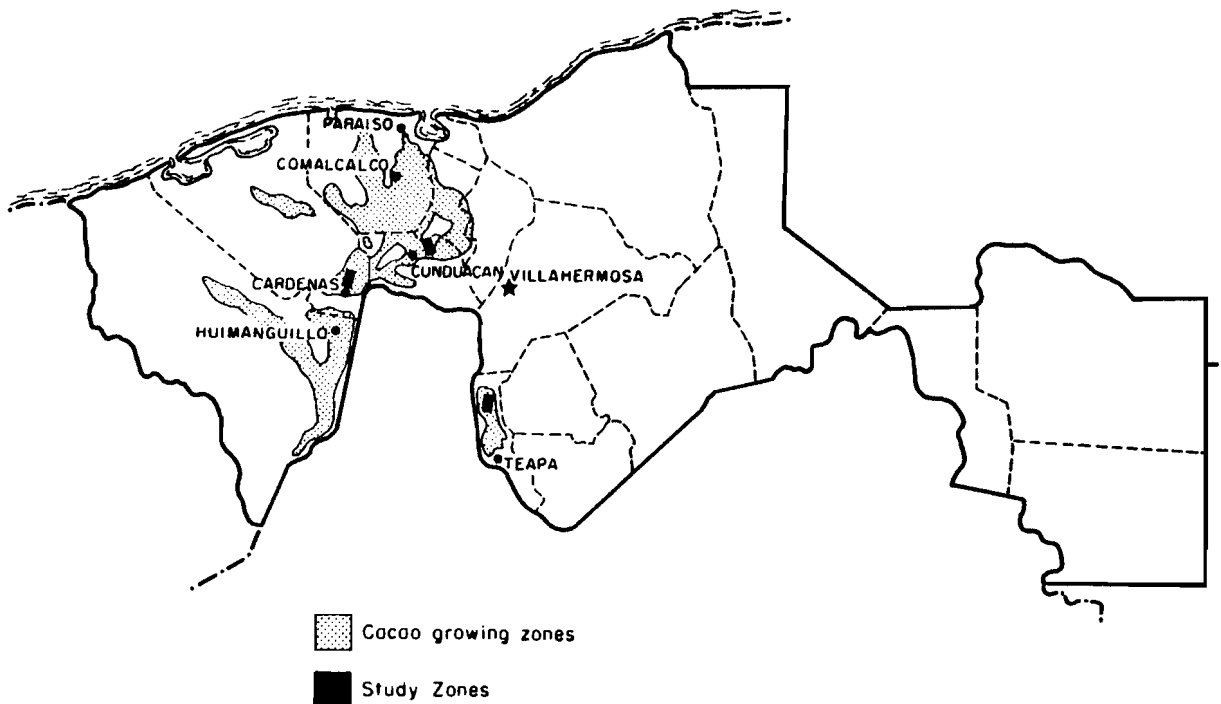 PARAISO
COMALCALCO
CUNDUACAN
VILLAHERMOSA
CARDENAS
HUIMANGUILLO
TEAPA
Cacao growing zones
Study Zones